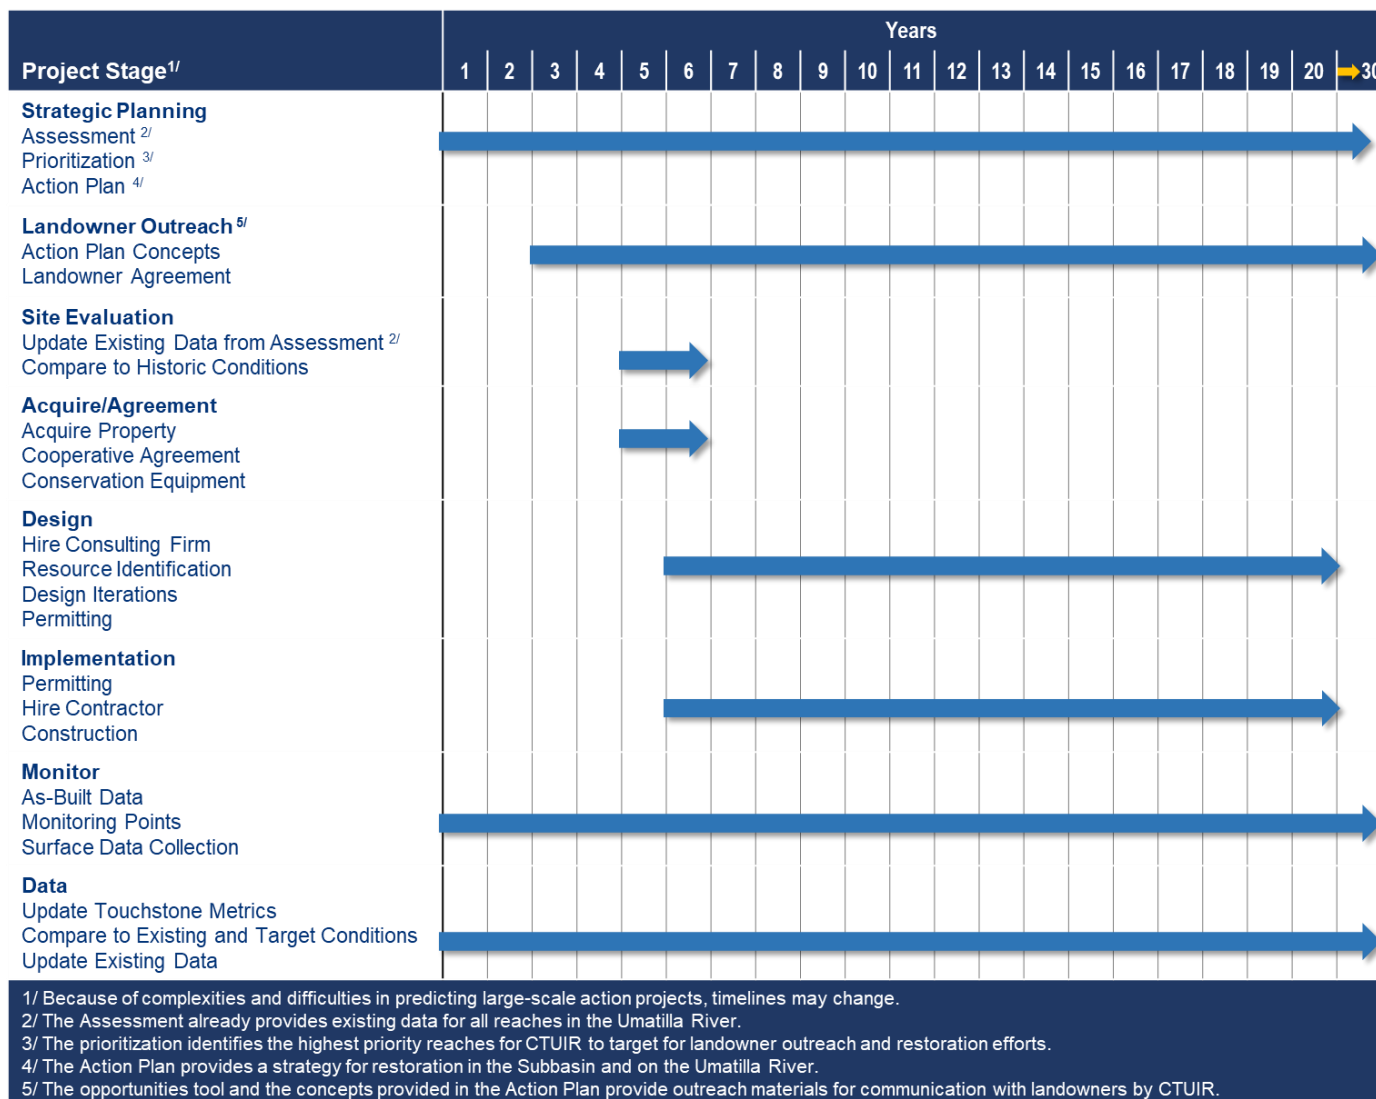 Years
Project Stage1/ 1 2 3 4 5 6 7 8 9 10 11 12 13 14 15 16 17 18 19 20 30
Strategic Planning
Assessment 2/
Prioritization 3/
Action Plan 4/
Landowner Outreach 5/
Action Plan Concepts
Landowner Agreement
Site Evaluation
Update Existing Data from Assessment 2/
Compare to Historic Conditions
Acquire/Agreement
Acquire Property
Cooperative Agreement
Conservation Equipment
Design
Hire Consulting Firm
Resource Identification
Design Iterations
Permitting
Implementation
Permitting
Hire Contractor
Construction
Monitor
As-Built Data
Monitoring Points
Surface Data Collection
Data
Update Touchstone Metrics
Compare to Existing and Target Conditions
Update Existing Data
1/ Because of complexities and difficulties in predicting large-scale action projects, timelines may change.
2/ The Assessment already provides existing data for all reaches in the Umatilla River.
3/ The prioritization identifies the highest priority reaches for CTUIR to target for landowner outreach and restoration efforts.
4/ The Action Plan provides a strategy for restoration in the Subbasin and on the Umatilla River.
5/ The opportunities tool and the concepts provided in the Action Plan provide outreach materials for communication with landowners by CTUIR.